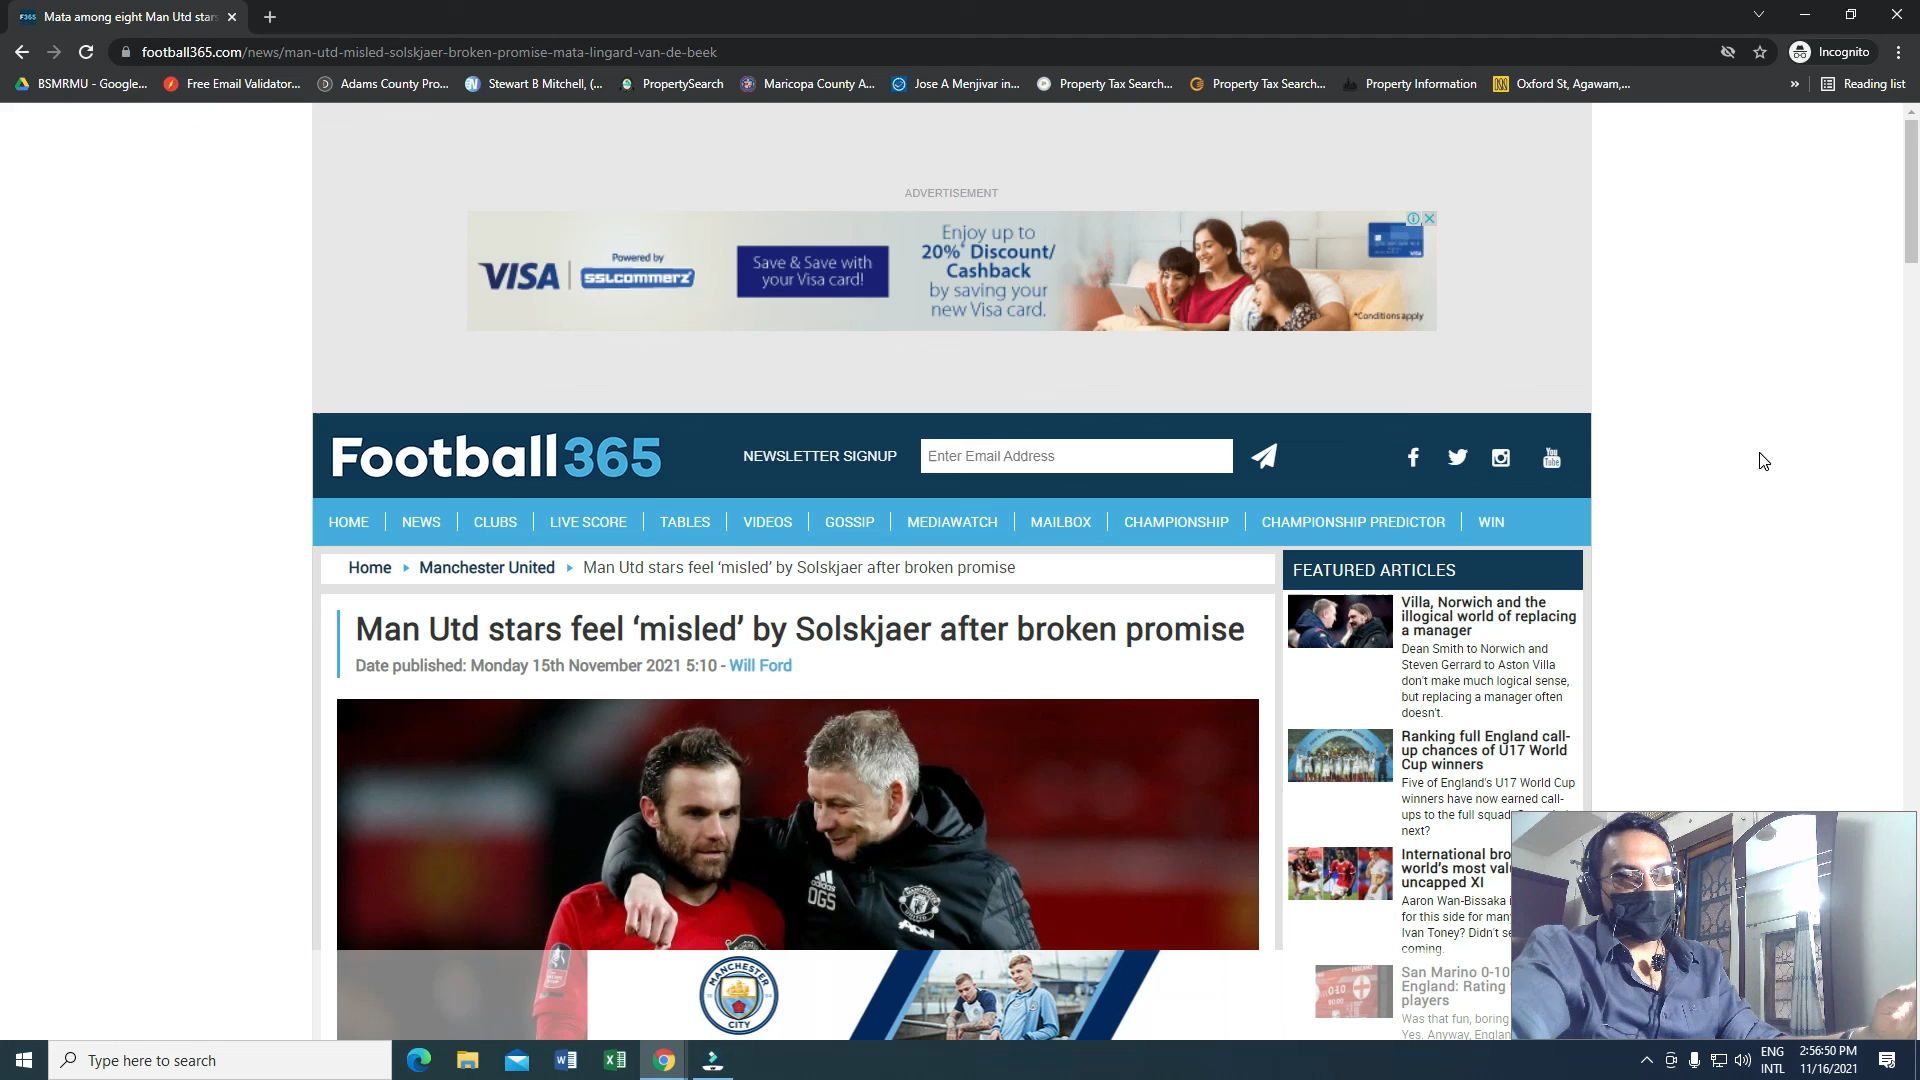 F365 Mata among eight Man Utd stars
football365.com/news/man-utd-misled-solskjaer-broken-promise-mata-lingard-van-de-beek
Incognito
BSMRMU - Google... Free Email Validator... Adams County Pro... Stewart B Mitchell, (... PropertySearch Maricopa County A... Jose A Menjivar in... Property Tax Search... Property Tax Search... Property Information Oxford St, Agawam,... » Reading list
ADVERTISEMENT
VISA
Powered by
SSLCOMMERZ
Save & Save with
your Visa card!
Enjoy up to
20%* Discount/
Cashback
by saving your
new Visa card.
*Conditions apply
Football365
NEWSLETTER SIGNUP Enter Email Address
You
Tube
HOME NEWS CLUBS LIVE SCORE TABLES VIDEOS GOSSIP MEDIAWATCH MAILBOX CHAMPIONSHIP CHAMPIONSHIP PREDICTOR WIN
Home Manchester United Man Utd stars feel ‘misled’ by Solskjaer after broken promise
Man Utd stars feel ‘misled’ by Solskjaer after broken promise
Date published: Monday 15th November 2021 5:10 - Will Ford
adidas
OGS
AON
MANCHESTER
18 94
CITY
FEATURED ARTICLES
Villa, Norwich and the
illogical world of replacing
a manager
Dean Smith to Norwich and
Steven Gerrard to Aston Villa
don't make much logical sense,
but replacing a manager often
doesn't.
Ranking full England call-
up chances of U17 World
Cup winners
Five of England's U17 World Cup
winners have now earned call-
ups to the full squad.
next?
International bro
world's most val
uncapped XI
Aaron Wan-Bissaka i
for this side for man
Ivan Toney? Didn't se
coming.
San Marino 0-10
England: Rating
players
Was that fun, boring
Yes. Anyway, Englan
0-10
Type here to search
ENG
INTL
2:56:50 PM
11/16/2021